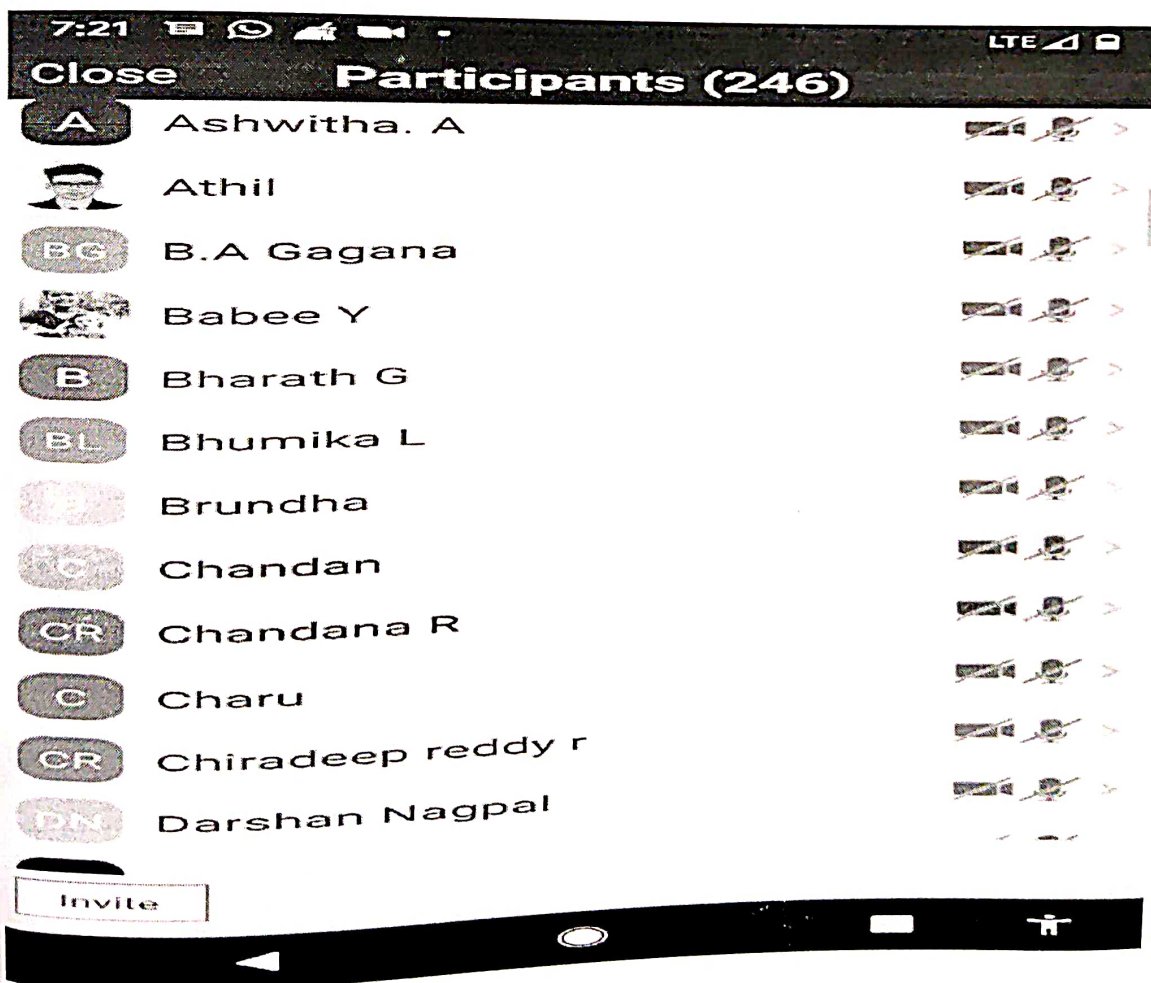 7:21 LTE
Close Participants (246)
A Ashwitha. A
Athil
BG B.A Gagana
Babee Y
B Bharath G
BL Bhumika L
B Brundha
C Chandan
CR Chandana R
C Charu
CR Chiradeep reddy r
DN Darshan Nagpal
Invite